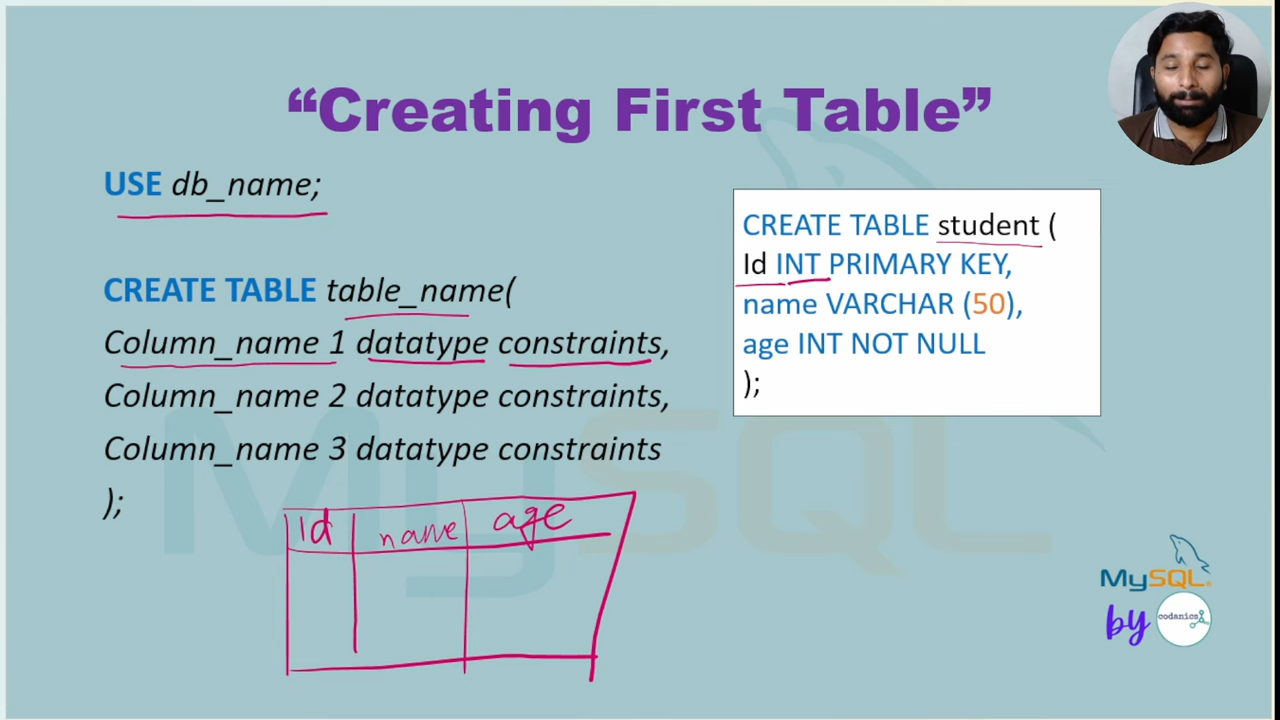 “Creating First Table”
USE db_name;
CREATE TABLE table_name(
Column_name 1 datatype constraints,
Column_name 2 datatype constraints,
Column_name 3 datatype constraints
);
CREATE TABLE student (
Id INT PRIMARY KEY,
name VARCHAR (50),
age INT NOT NULL
);
Id name age
MySQL
MySQL
by codanics